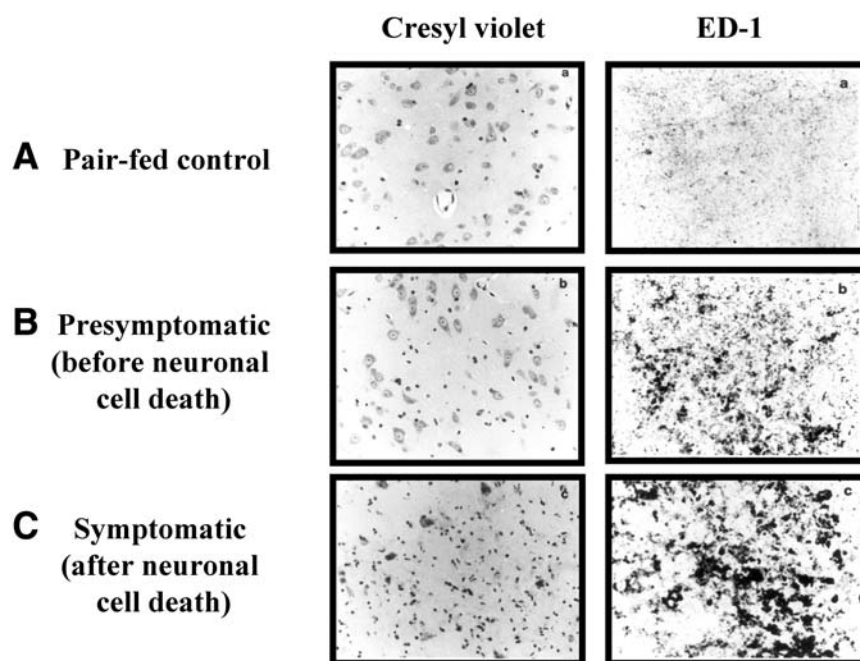 Cresyl violet ED-1
a a
A Pair-fed control
b b
B Presymptomatic
(before neuronal
cell death)
c c
C Symptomatic
(after neuronal
cell death)